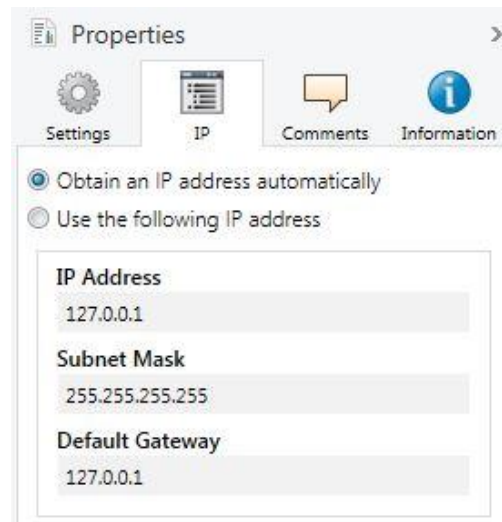 Properties
Settings IP Comments Information
Obtain an IP address automatically
Use the following IP address
IP Address
127.0.0.1
Subnet Mask
255.255.255.255
Default Gateway
127.0.0.1